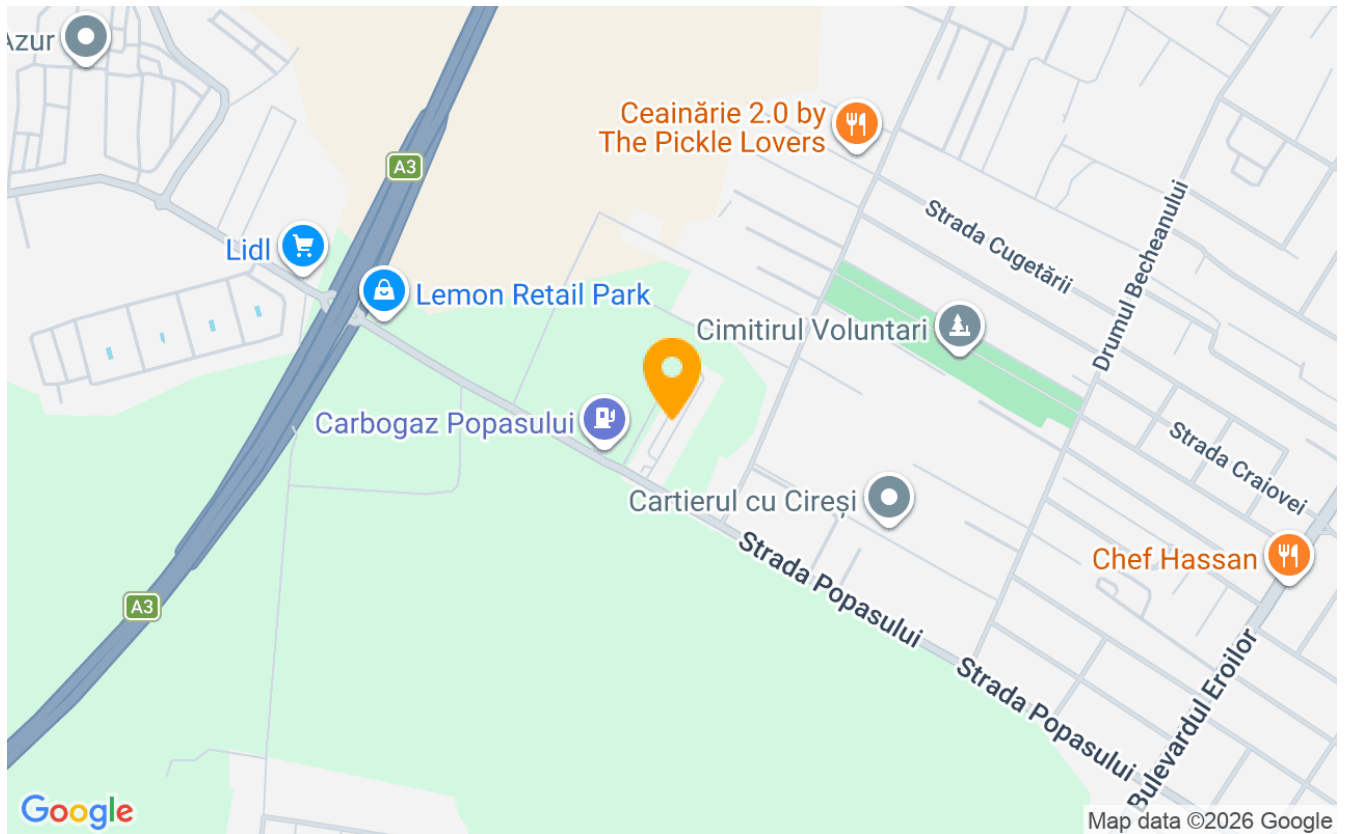 Azur
A3
Ceainărie 2.0 by
The Pickle Lovers
Strada Cugetării
Drumul Becheanului
Lidl
Lemon Retail Park
Cimitirul Voluntari
Carbogaz Popasului
Strada Craiovei
Cartierul cu Cireși
Chef Hassan
Strada Popasului
A3
Strada Popasului
Bulevardul Eroilor
Google
Map data ©2026 Google